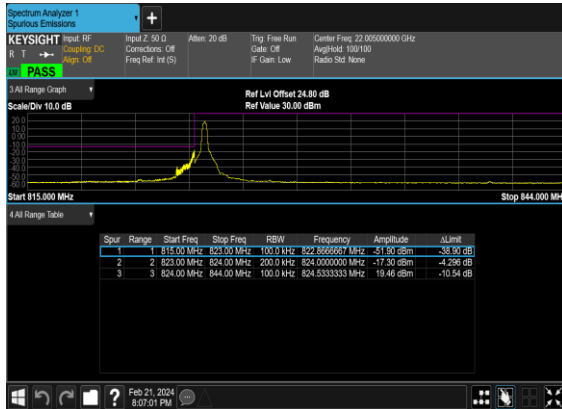 Spectrum Analyzer 1
Spurious Emissions
KEYSIGHT
R T
PASS
Input: RF
Coupling: DC
Align: Off
Input Z: 50 Ω
Corrections: Off
Freq Ref: Int (S)
Atten: 20 dB
Trig: Free Run
Gate: Off
IF Gain: Low
Center Freq: 22.005000000 GHz
Avg|Hold: 100/100
Radio Std: None
3 All Range Graph
Scale/Div 10.0 dB
Ref Lvl Offset 24.80 dB
Ref Value 30.00 dBm
20.0
10.0
0.00
-10.0
-20.0
-30.0
-40.0
-50.0
-60.0
Start 815.000 MHz
Stop 844.000 MH
4 All Range Table
Spur Range Start Freq Stop Freq RBW Frequency Amplitude ΔLimit
1 1 815.00 MHz 823.00 MHz 100.0 kHz 822.8666667 MHz -51.90 dBm -38.90 dB
2 2 823.00 MHz 824.00 MHz 200.0 kHz 824.0000000 MHz -17.30 dBm -4.296 dB
3 3 824.00 MHz 844.00 MHz 100.0 kHz 824.5333333 MHz 19.46 dBm -10.54 dB
?
Feb 21, 2024
8:07:01 PM